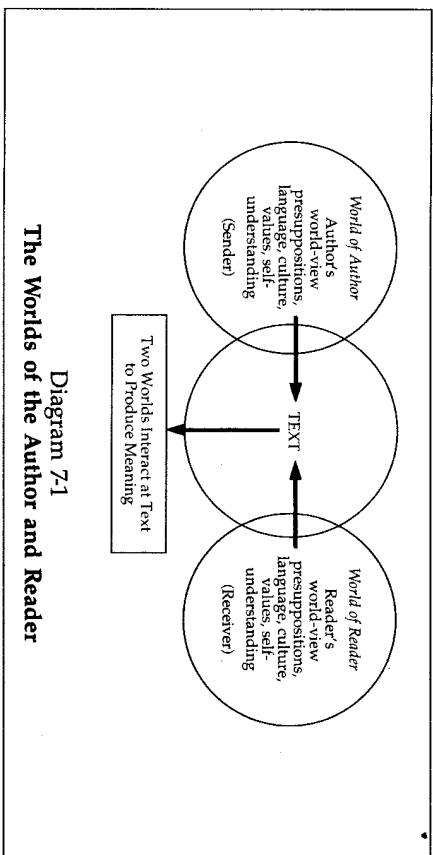 World of Author
Author's
world-view
presuppositions,
language, culture,
values, self-
understanding
(Sender)
TEXT
World of Reader
Reader's
world-view
presuppositions,
language, culture,
values, self-
understanding
(Receiver)
Two Worlds Interact at Text
to Produce Meaning
Diagram 7-1
The Worlds of the Author and Reader